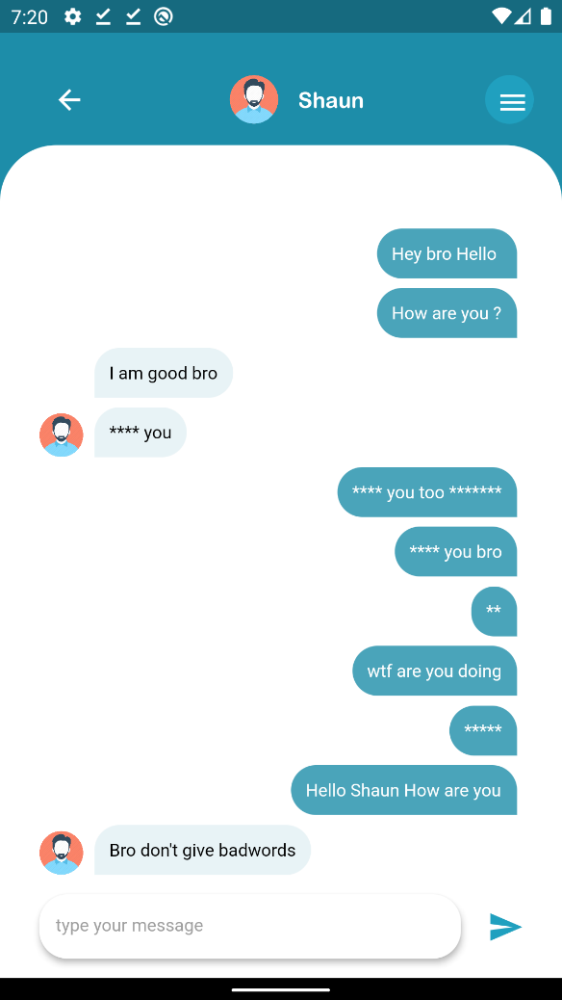 7:20
Shaun
Hey bro Hello
How are you ?
I am good bro
**** you
**** you too *******
**** you bro
**
wtf are you doing
*****
Hello Shaun How are you
Bro don't give badwords
type your message